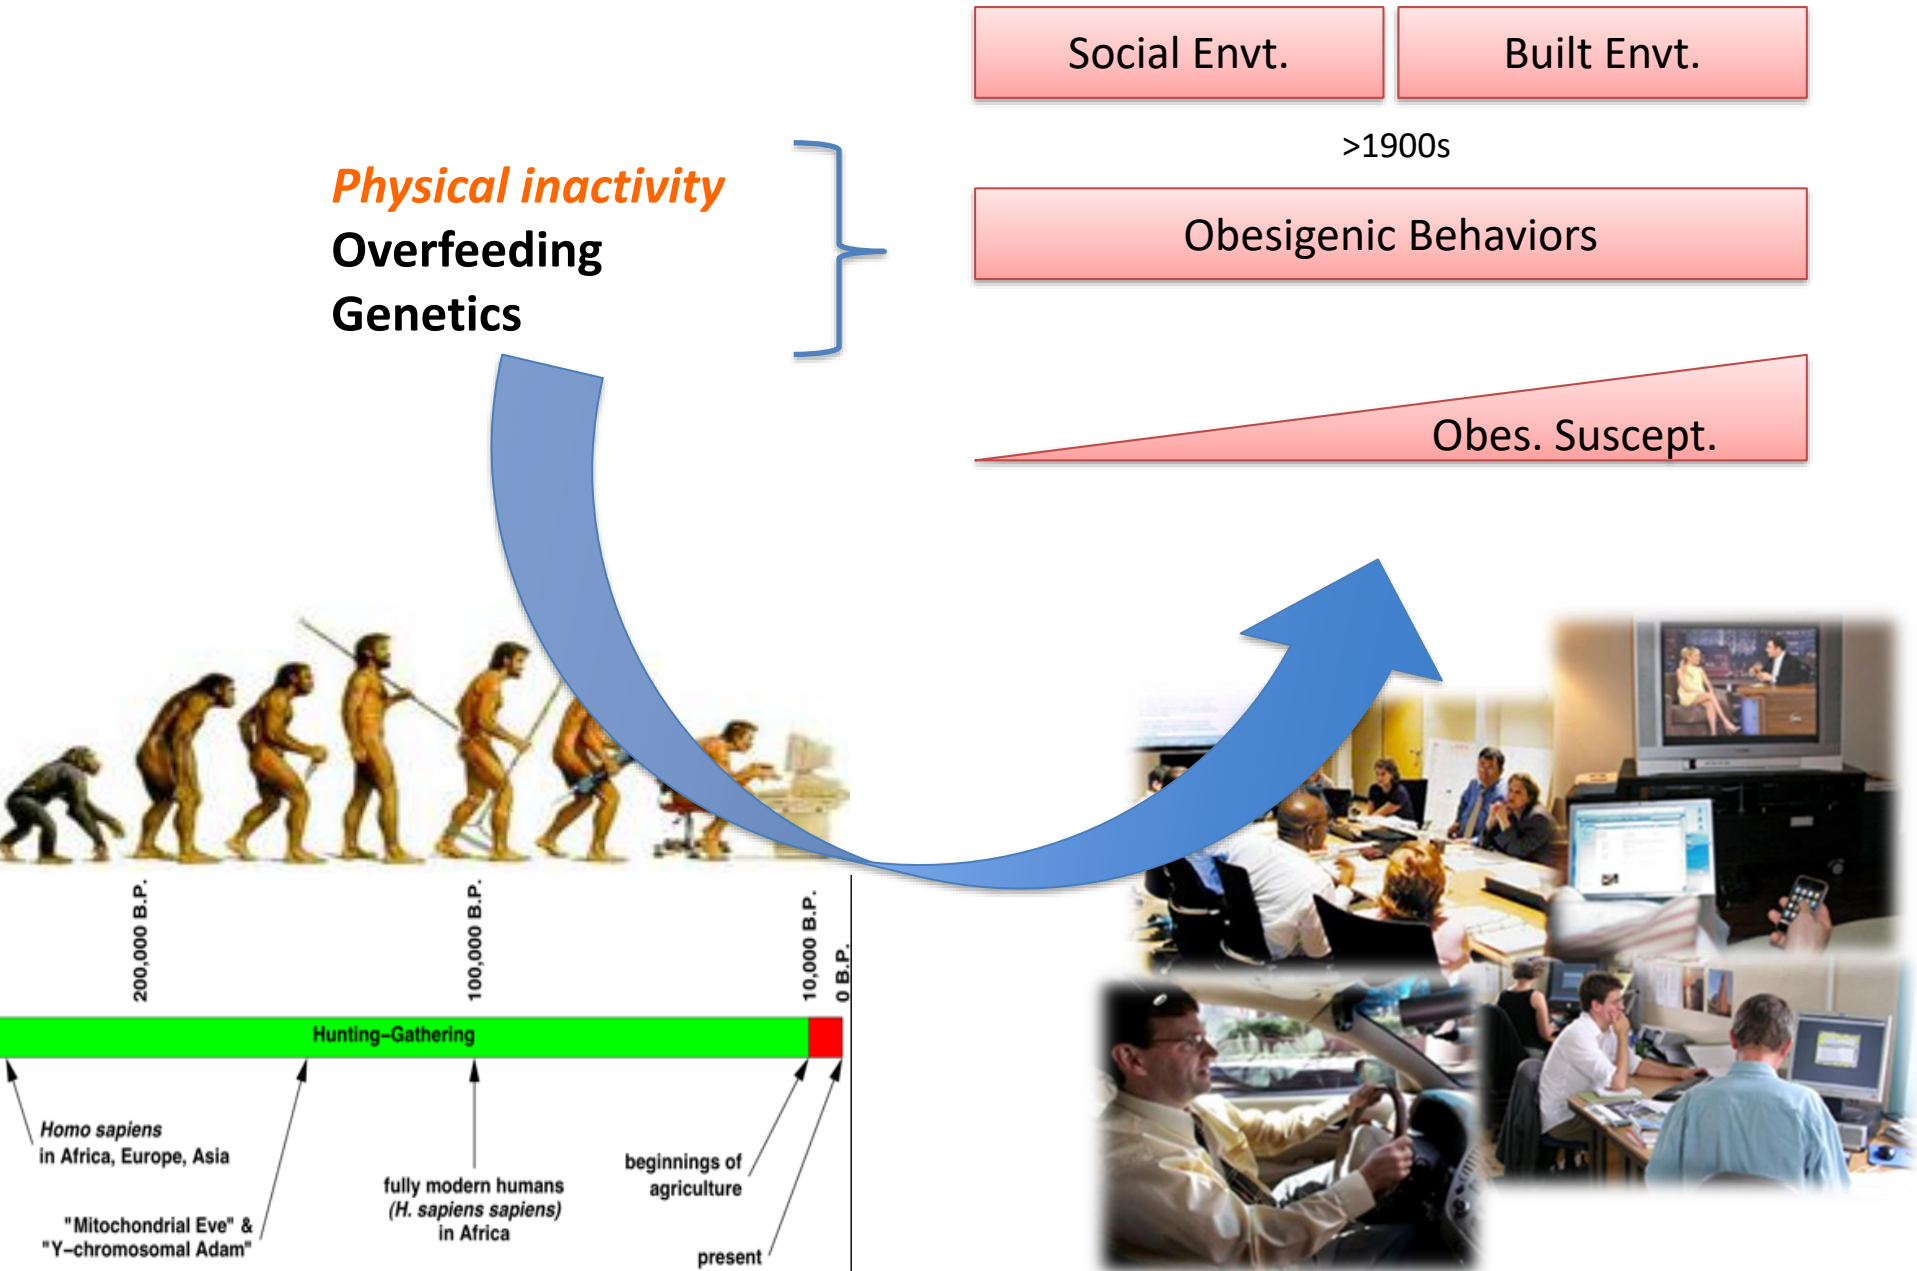 Social Envt.
Built Envt.
>1900s
Physical inactivity
Overfeeding
Genetics
Obesigenic Behaviors
Obes. Suscept.
200,000 B.P.
100,000 B.P.
10,000 B.P.
0 B.P.
Hunting–Gathering
Homo sapiens
in Africa, Europe, Asia
"Mitochondrial Eve" &
"Y–chromosomal Adam"
fully modern humans
(H. sapiens sapiens)
in Africa
beginnings of
agriculture
present